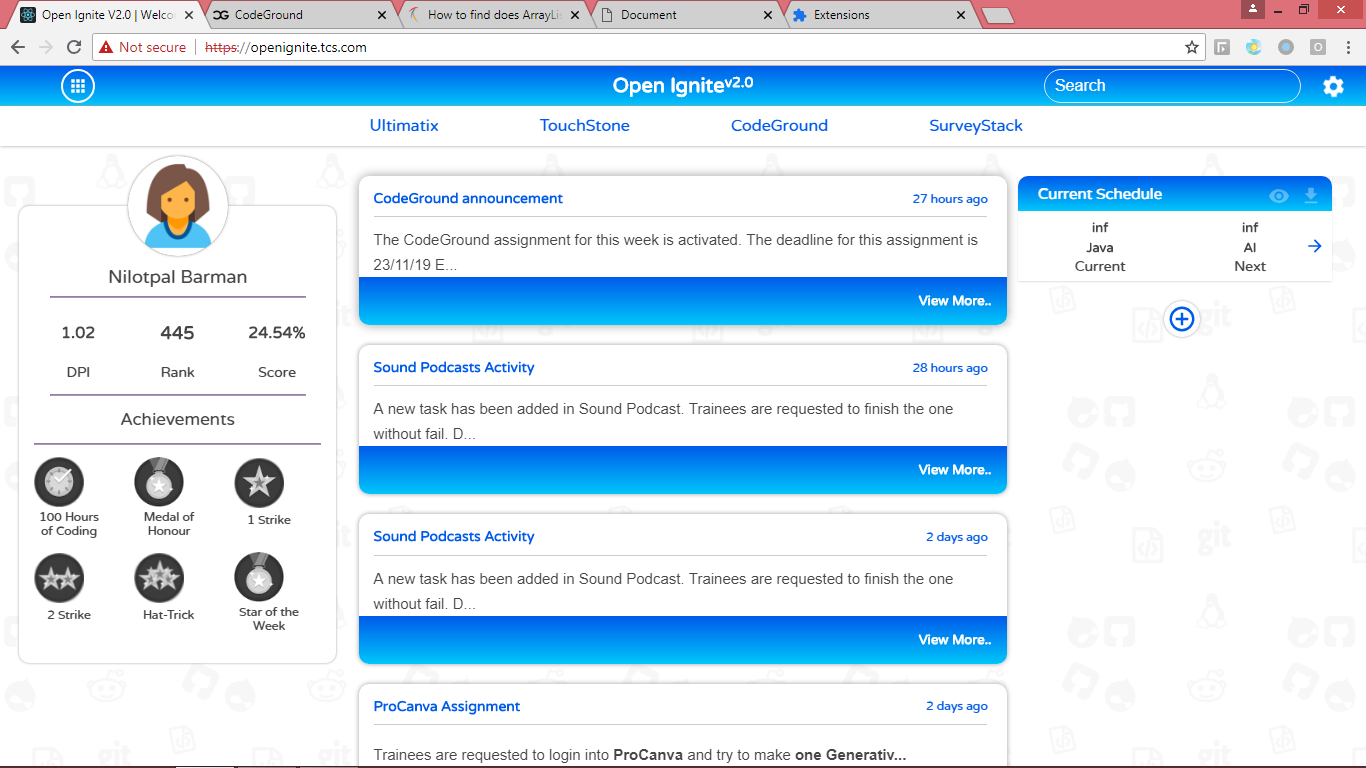 Open Ignite V2.0 | Welco
CodeGround
How to find does ArrayLis
Document
Extensions
Not secure
https://openignite.tcs.com
Open Ignitev2.0
Search
Ultimatix
TouchStone
CodeGround
SurveyStack
Nilotpal Barman
1.02
445
24.54%
DPI
Rank
Score
Achievements
100 Hours
of Coding
Medal of
Honour
1 Strike
2 Strike
Hat-Trick
Star of the
Week
CodeGround announcement
27 hours ago
The CodeGround assignment for this week is activated. The deadline for this assignment is
23/11/19 E...
View More..
Sound Podcasts Activity
28 hours ago
A new task has been added in Sound Podcast. Trainees are requested to finish the one
without fail. D...
View More..
Sound Podcasts Activity
2 days ago
A new task has been added in Sound Podcast. Trainees are requested to finish the one
without fail. D...
View More..
ProCanva Assignment
2 days ago
Trainees are requested to login into ProCanva and try to make one Generativ...
Current Schedule
inf
inf
Java
AI
Current
Next
git
git
git
git